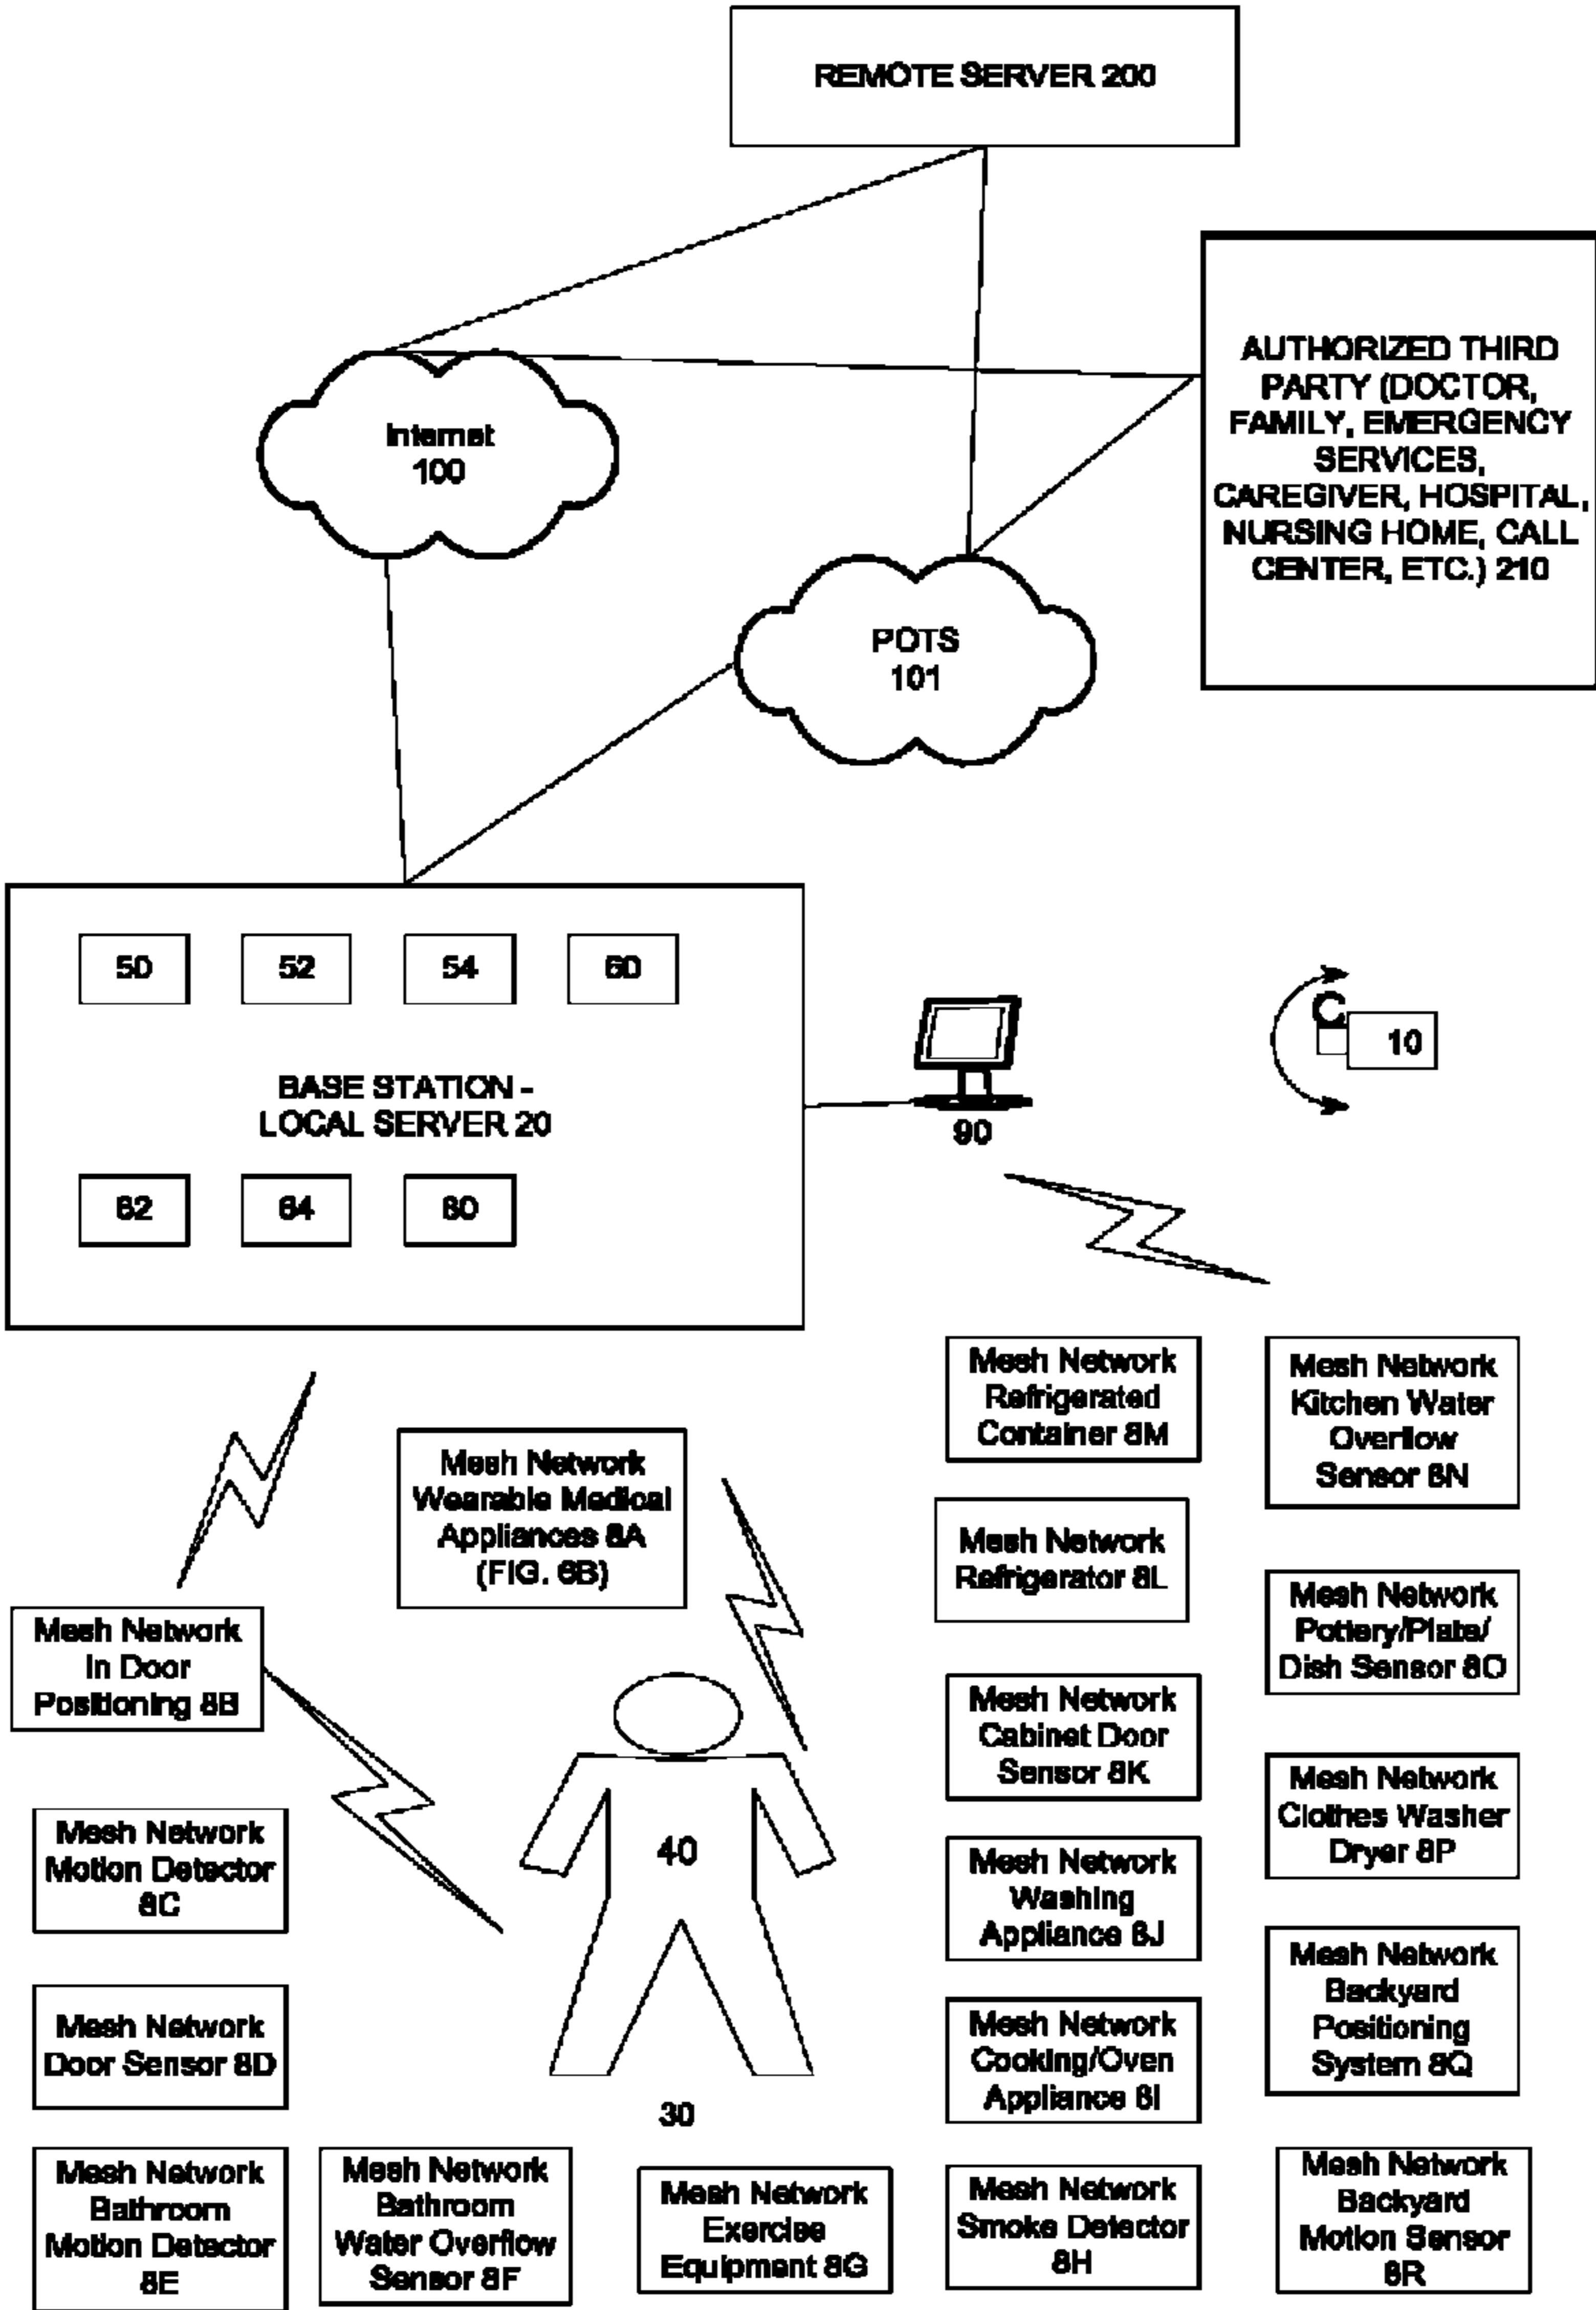 REMOTE SERVER 200
AUTHORIZED THIRD
PARTY (DOCTOR,
FAMILY, EMERGENCY
SERVICES,
CAREGIVER, HOSPITAL,
NURSING HOME, CALL
CENTER, ETC.) 210
Internet
100
POTS
101
50
52
54
60
BASE STATION -
LOCAL SERVER 20
62
64
80
90
C
10
Mesh Network
Refrigerated
Container 8M
Mesh Network
Kitchen Water
Overflow
Sensor 8N
Mesh Network
Wearable Medical
Appliances 8A
(FIG. 6B)
Mesh Network
Refrigerator 8L
Mesh Network
Pottery/Plate/
Dish Sensor 8O
Mesh Network
In Door
Positioning 8B
Mesh Network
Cabinet Door
Sensor 8K
Mesh Network
Clothes Washer
Dryer 8P
Mesh Network
Motion Detector
8C
40
Mesh Network
Washing
Appliance 8J
Mesh Network
Backyard
Positioning
System 8Q
Mesh Network
Door Sensor 8D
Mesh Network
Cooking/Oven
Appliance 8I
30
Mesh Network
Bathroom
Motion Detector
8E
Mesh Network
Bathroom
Water Overflow
Sensor 8F
Mesh Network
Exercise
Equipment 8G
Mesh Network
Smoke Detector
8H
Mesh Network
Backyard
Motion Sensor
8R